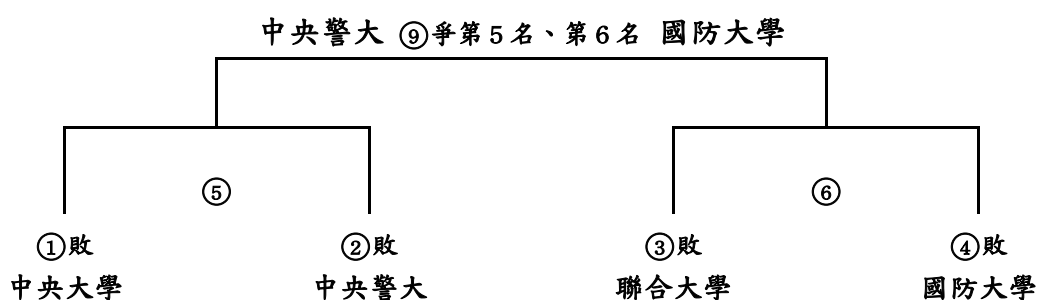 中央警大 ⑨爭第5名、第6名 國防大學
⑤ ⑥
①敗 ②敗 ③敗 ④敗
中央大學 中央警大 聯合大學 國防大學